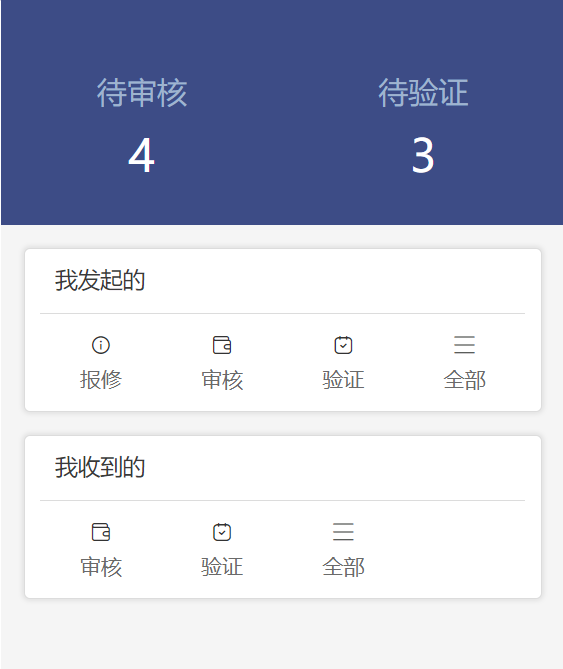 待审核 待验证
4 3
我发起的
报修 审核 验证 全部
我收到的
审核 验证 全部